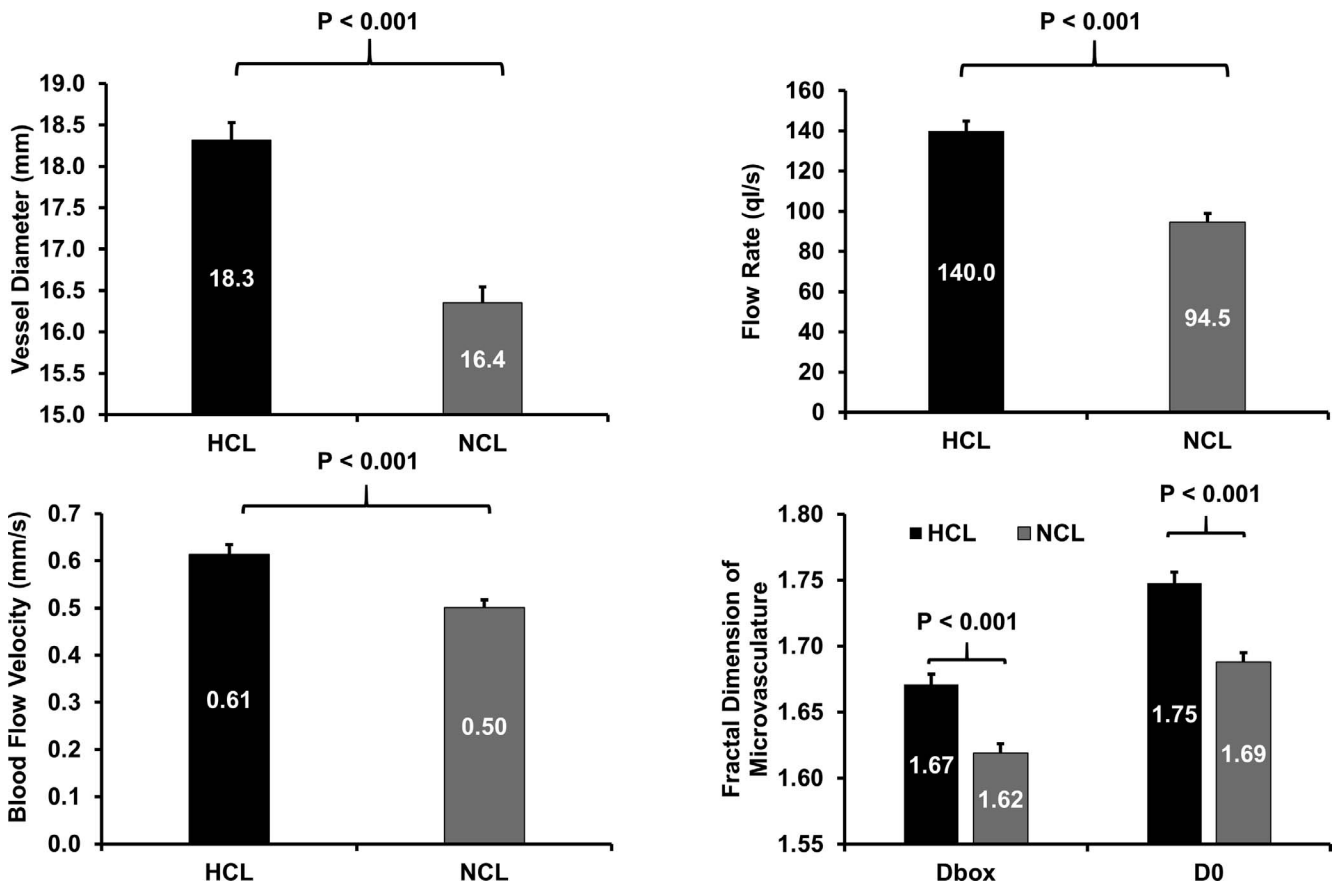 P < 0.001
Vessel Diameter (mm)
19.0
18.5
18.0
17.5
17.0
16.5
16.0
15.5
15.0
18.3
16.4
HCL
NCL
P < 0.001
Flow Rate (ql/s)
160
140
120
100
80
60
40
20
0
140.0
94.5
HCL
NCL
P < 0.001
Blood Flow Velocity (mm/s)
0.7
0.6
0.5
0.4
0.3
0.2
0.1
0.0
0.61
0.50
HCL
NCL
Fractal Dimension of
Microvasculature
1.80
1.75
1.70
1.65
1.60
1.55
HCL
NCL
P < 0.001
P < 0.001
1.67
1.62
1.75
1.69
Dbox
D0